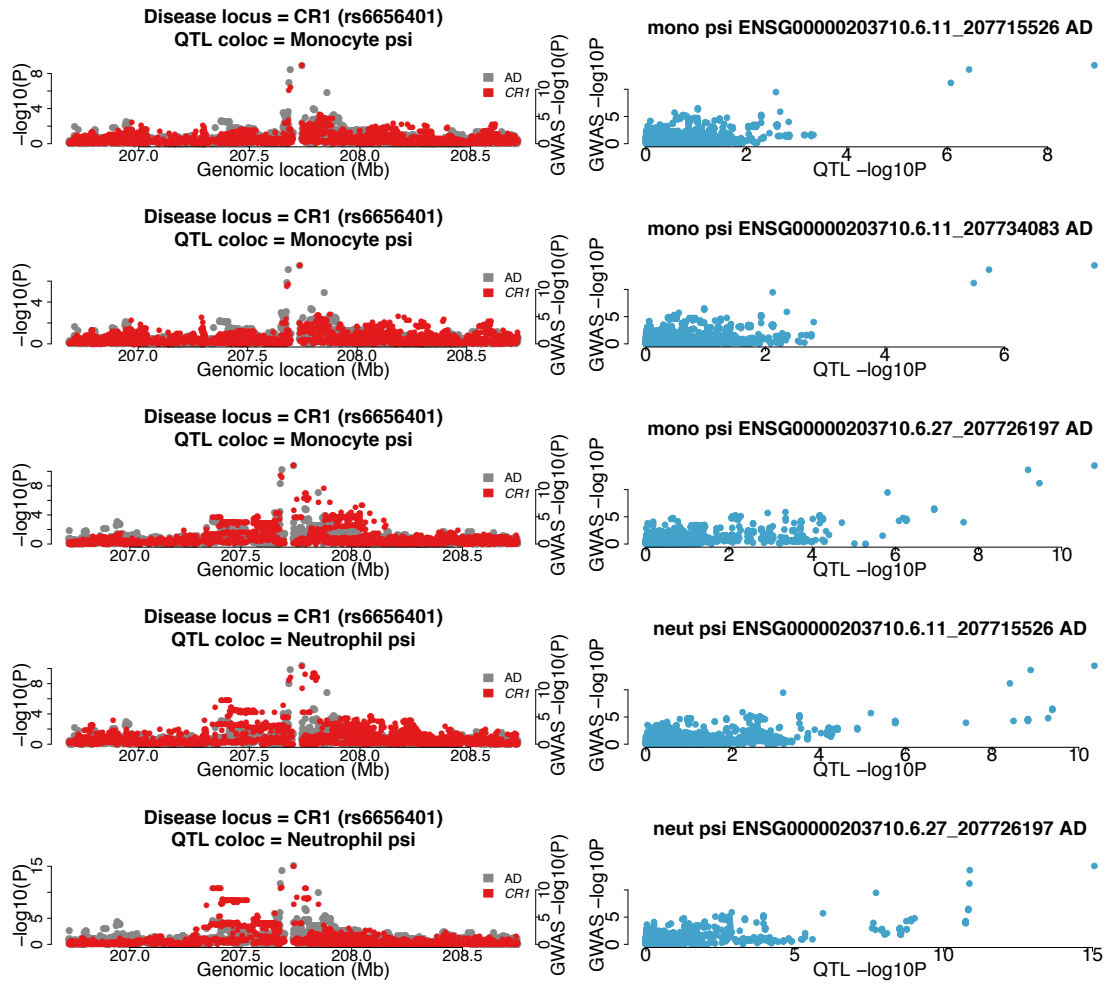 Disease locus = CR1 (rs6656401)
QTL coloc = Monocyte psi
−log10(P)
0 4 8
AD
CR1
0 5 10
GWAS −log10(P)
207.0 207.5 208.0 208.5
Genomic location (Mb)
mono psi ENSG00000203710.6.11_207715526 AD
GWAS −log10P
0 5
0 2 4 6 8
QTL −log10P
Disease locus = CR1 (rs6656401)
QTL coloc = Monocyte psi
−log10(P)
0 4
AD
CR1
0 5 10
GWAS −log10(P)
207.0 207.5 208.0 208.5
Genomic location (Mb)
mono psi ENSG00000203710.6.11_207734083 AD
GWAS −log10P
0 5
0 2 4 6
QTL −log10P
Disease locus = CR1 (rs6656401)
QTL coloc = Monocyte psi
−log10(P)
0 4 8
AD
CR1
0 5 10
GWAS −log10(P)
207.0 207.5 208.0 208.5
Genomic location (Mb)
mono psi ENSG00000203710.6.27_207726197 AD
GWAS −log10P
0 5
0 2 4 6 8 10
QTL −log10P
Disease locus = CR1 (rs6656401)
QTL coloc = Neutrophil psi
−log10(P)
0 4 8
AD
CR1
0 5 10
GWAS −log10(P)
207.0 207.5 208.0 208.5
Genomic location (Mb)
neut psi ENSG00000203710.6.11_207715526 AD
GWAS −log10P
0 5
0 2 4 6 8 10
QTL −log10P
Disease locus = CR1 (rs6656401)
QTL coloc = Neutrophil psi
−log10(P)
0 5 15
AD
CR1
0 5 10
GWAS −log10(P)
207.0 207.5 208.0 208.5
Genomic location (Mb)
neut psi ENSG00000203710.6.27_207726197 AD
GWAS −log10P
0 5
0 5 10 15
QTL −log10P